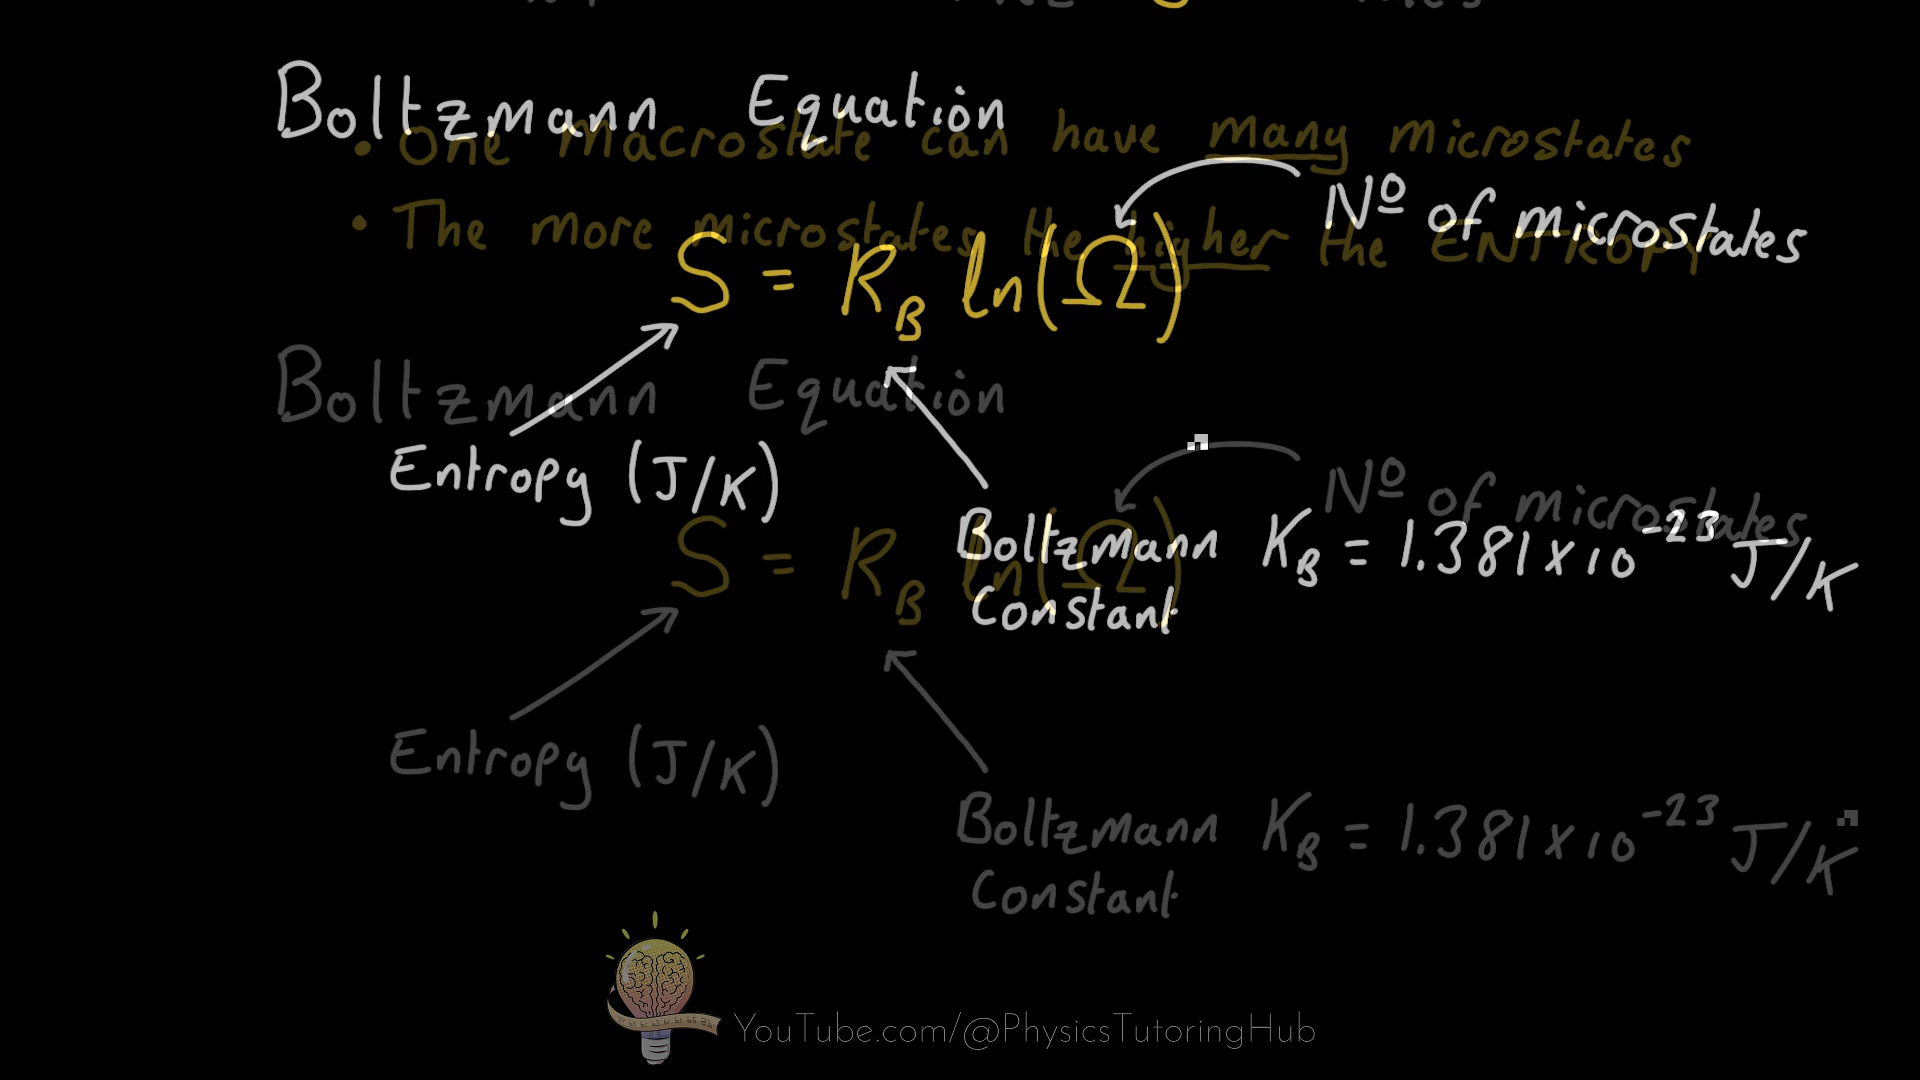 Boltzmann Equation
• One macrostate can have many microstates
Nº of microstates
• The more microstates the higher the ENTROPY
S = k_B ln(Ω)
Boltzmann Equation
Entropy (J/K)
Nº of microstates
Boltzmann K_B = 1.381 x 10^-23 J/K
Constant
S = k_B ln(Ω)
Entropy (J/K)
Boltzmann K_B = 1.381 x 10^-23 J/K
Constant
YouTube.com/@PhysicsTutoringHub